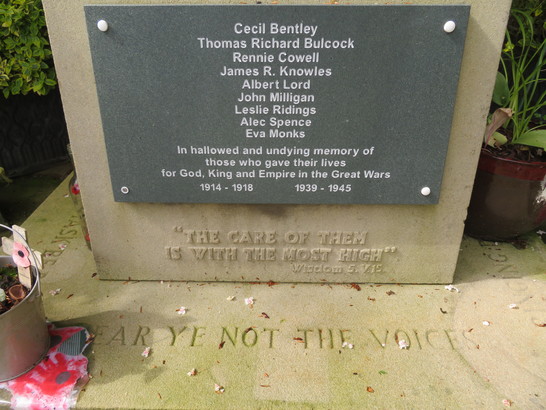 Cecil Bentley
Thomas Richard Bulcock
Rennie Cowell
James R. Knowles
Albert Lord
John Milligan
Leslie Ridings
Alec Spence
Eva Monks
In hallowed and undying memory of
those who gave their lives
for God, King and Empire in the Great Wars
1914 - 1918 1939 - 1945
"THE CARE OF THEM
IS WITH THE MOST HIGH".
Wisdom 5. V.15.
EAR YE NOT THE VOICES